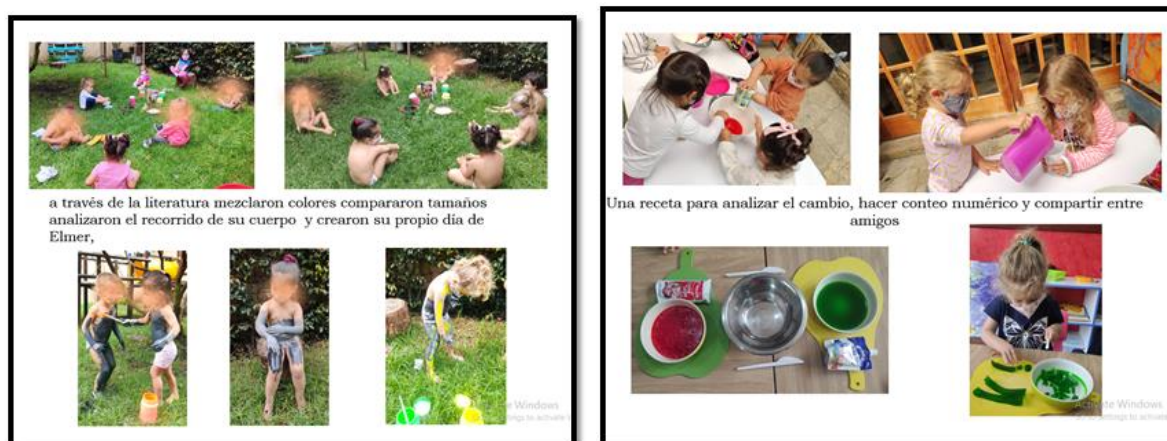 a través de la literatura mezclaron colores compararon tamaños
analizaron el recorrido de su cuerpo y crearon su propio día de
Elmer,
Una receta para analizar el cambio, hacer conteo numérico y compartir entre
amigos